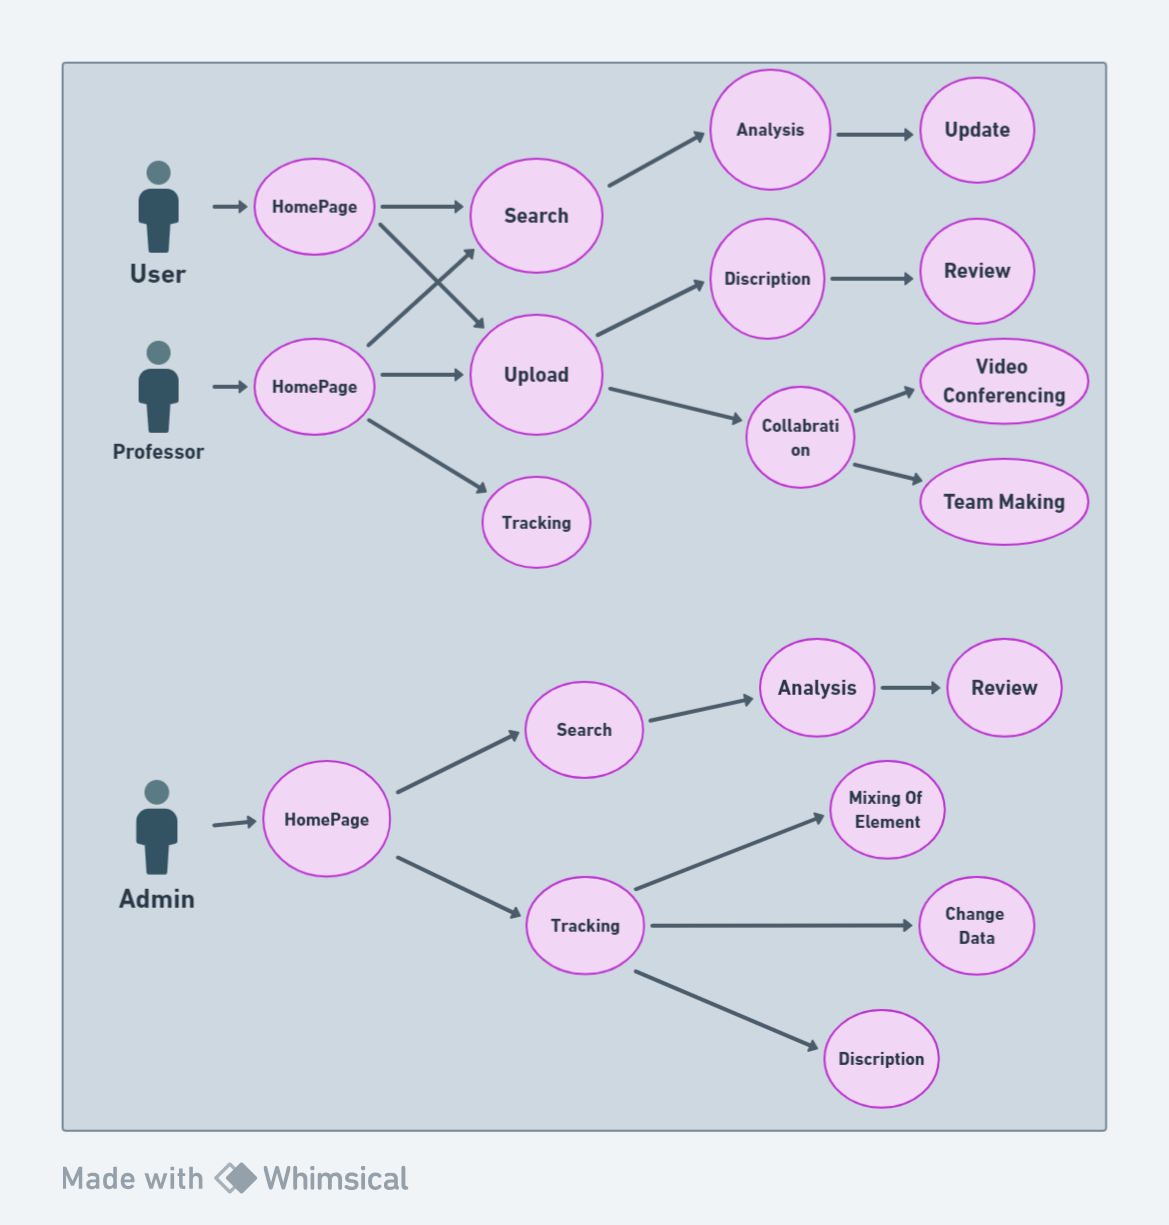 Analysis
Update
HomePage
Search
User
Discription
Review
HomePage
Upload
Video
Conferencing
Professor
Collabrati
on
Team Making
Tracking
Analysis
Review
Search
HomePage
Mixing Of
Element
Admin
Tracking
Change
Data
Discription
Made with Whimsical